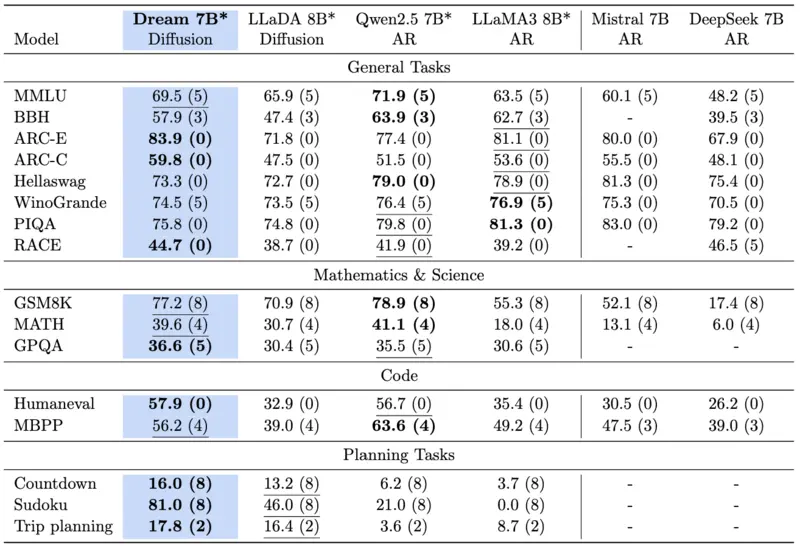 Dream 7B* LLaDA 8B* Qwen2.5 7B* LLaMA3 8B* Mistral 7B DeepSeek 7B
Model Diffusion Diffusion AR AR AR AR
General Tasks
MMLU 69.5 (5) 65.9 (5) 71.9 (5) 63.5 (5) 60.1 (5) 48.2 (5)
BBH 57.9 (3) 47.4 (3) 63.9 (3) 62.7 (3) - 39.5 (3)
ARC-E 83.9 (0) 71.8 (0) 77.4 (0) 81.1 (0) 80.0 (0) 67.9 (0)
ARC-C 59.8 (0) 47.5 (0) 51.5 (0) 53.6 (0) 55.5 (0) 48.1 (0)
Hellaswag 73.3 (0) 72.7 (0) 79.0 (0) 78.9 (0) 81.3 (0) 75.4 (0)
WinoGrande 74.5 (5) 73.5 (5) 76.4 (5) 76.9 (5) 75.3 (0) 70.5 (0)
PIQA 75.8 (0) 74.8 (0) 79.8 (0) 81.3 (0) 83.0 (0) 79.2 (0)
RACE 44.7 (0) 38.7 (0) 41.9 (0) 39.2 (0) - 46.5 (5)
Mathematics & Science
GSM8K 77.2 (8) 70.9 (8) 78.9 (8) 55.3 (8) 52.1 (8) 17.4 (8)
MATH 39.6 (4) 30.7 (4) 41.1 (4) 18.0 (4) 13.1 (4) 6.0 (4)
GPQA 36.6 (5) 30.4 (5) 35.5 (5) 30.6 (5) - -
Code
Humaneval 57.9 (0) 32.9 (0) 56.7 (0) 35.4 (0) 30.5 (0) 26.2 (0)
MBPP 56.2 (4) 39.0 (4) 63.6 (4) 49.2 (4) 47.5 (3) 39.0 (3)
Planning Tasks
Countdown 16.0 (8) 13.2 (8) 6.2 (8) 3.7 (8) - -
Sudoku 81.0 (8) 46.0 (8) 21.0 (8) 0.0 (8) - -
Trip planning 17.8 (2) 16.4 (2) 3.6 (2) 8.7 (2) - -